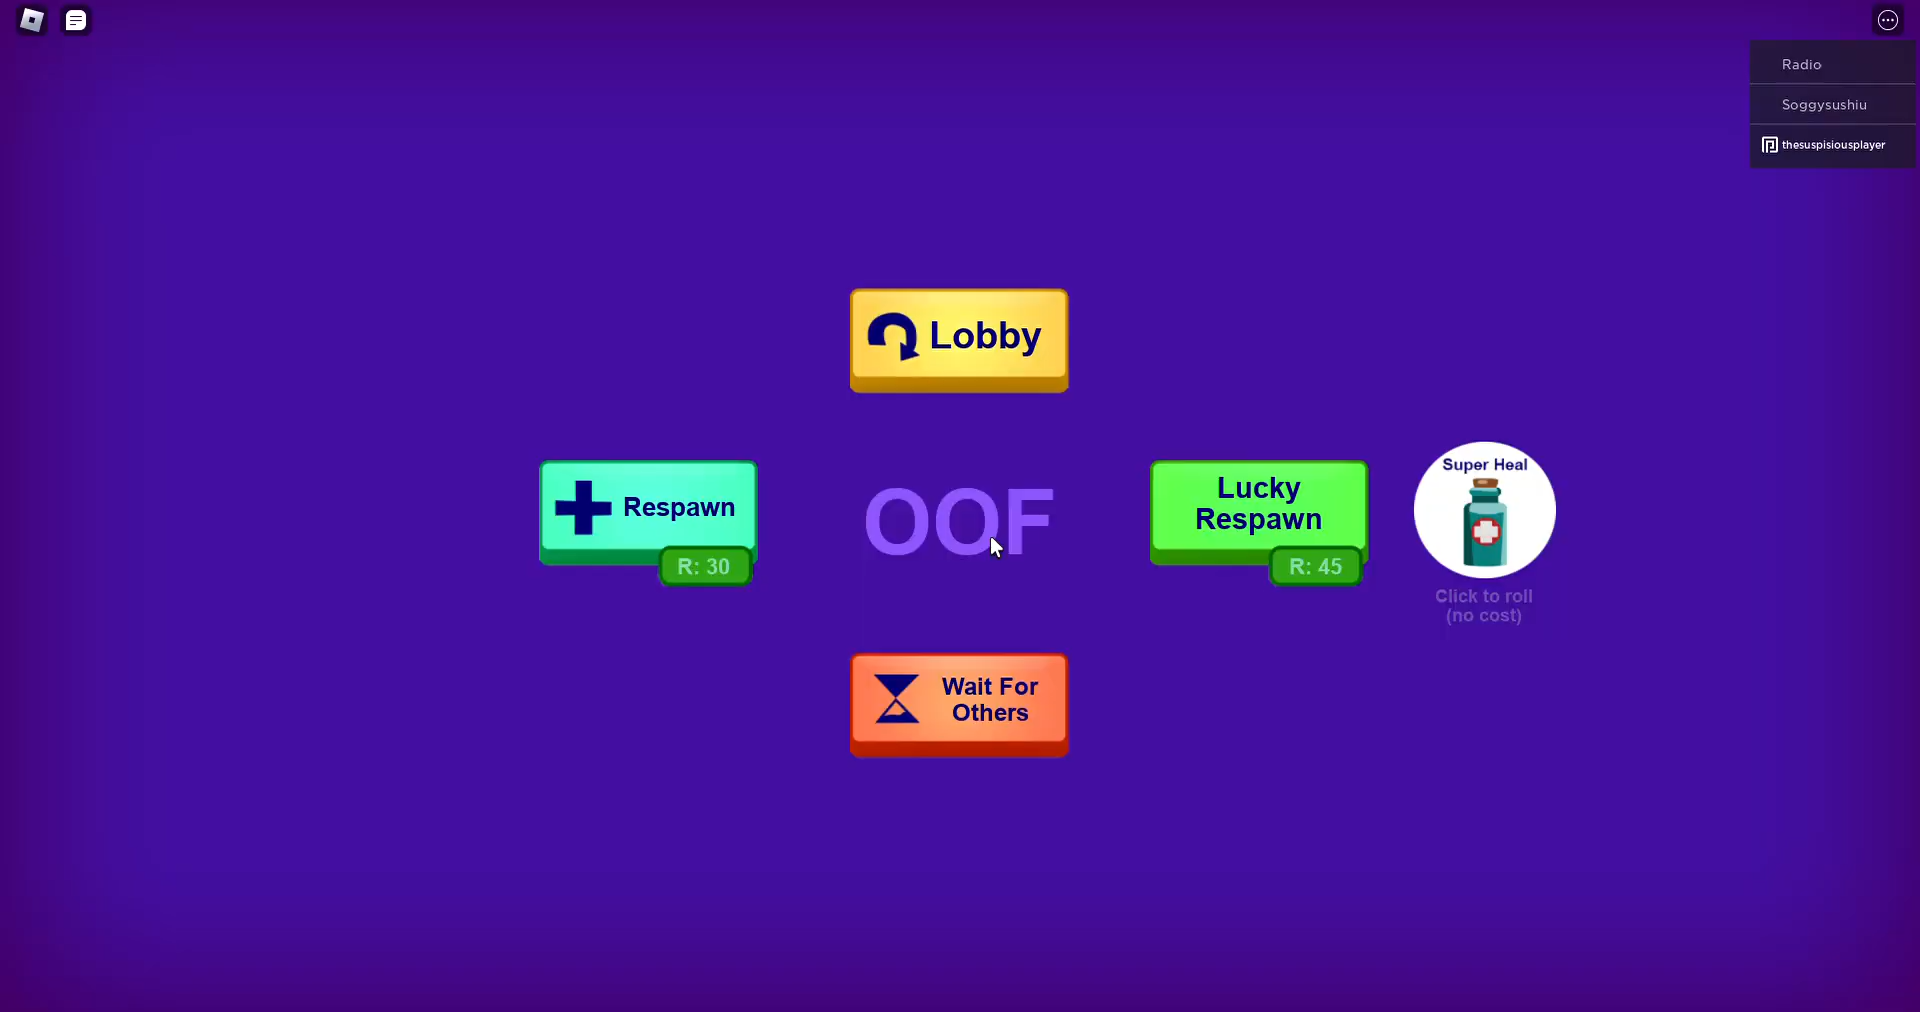 Radio
Soggysushiu
thesuspisiousplayer
Lobby
Respawn
R: 30
OOF
Lucky
Respawn
R: 45
Super Heal
Click to roll
(no cost)
Wait For
Others